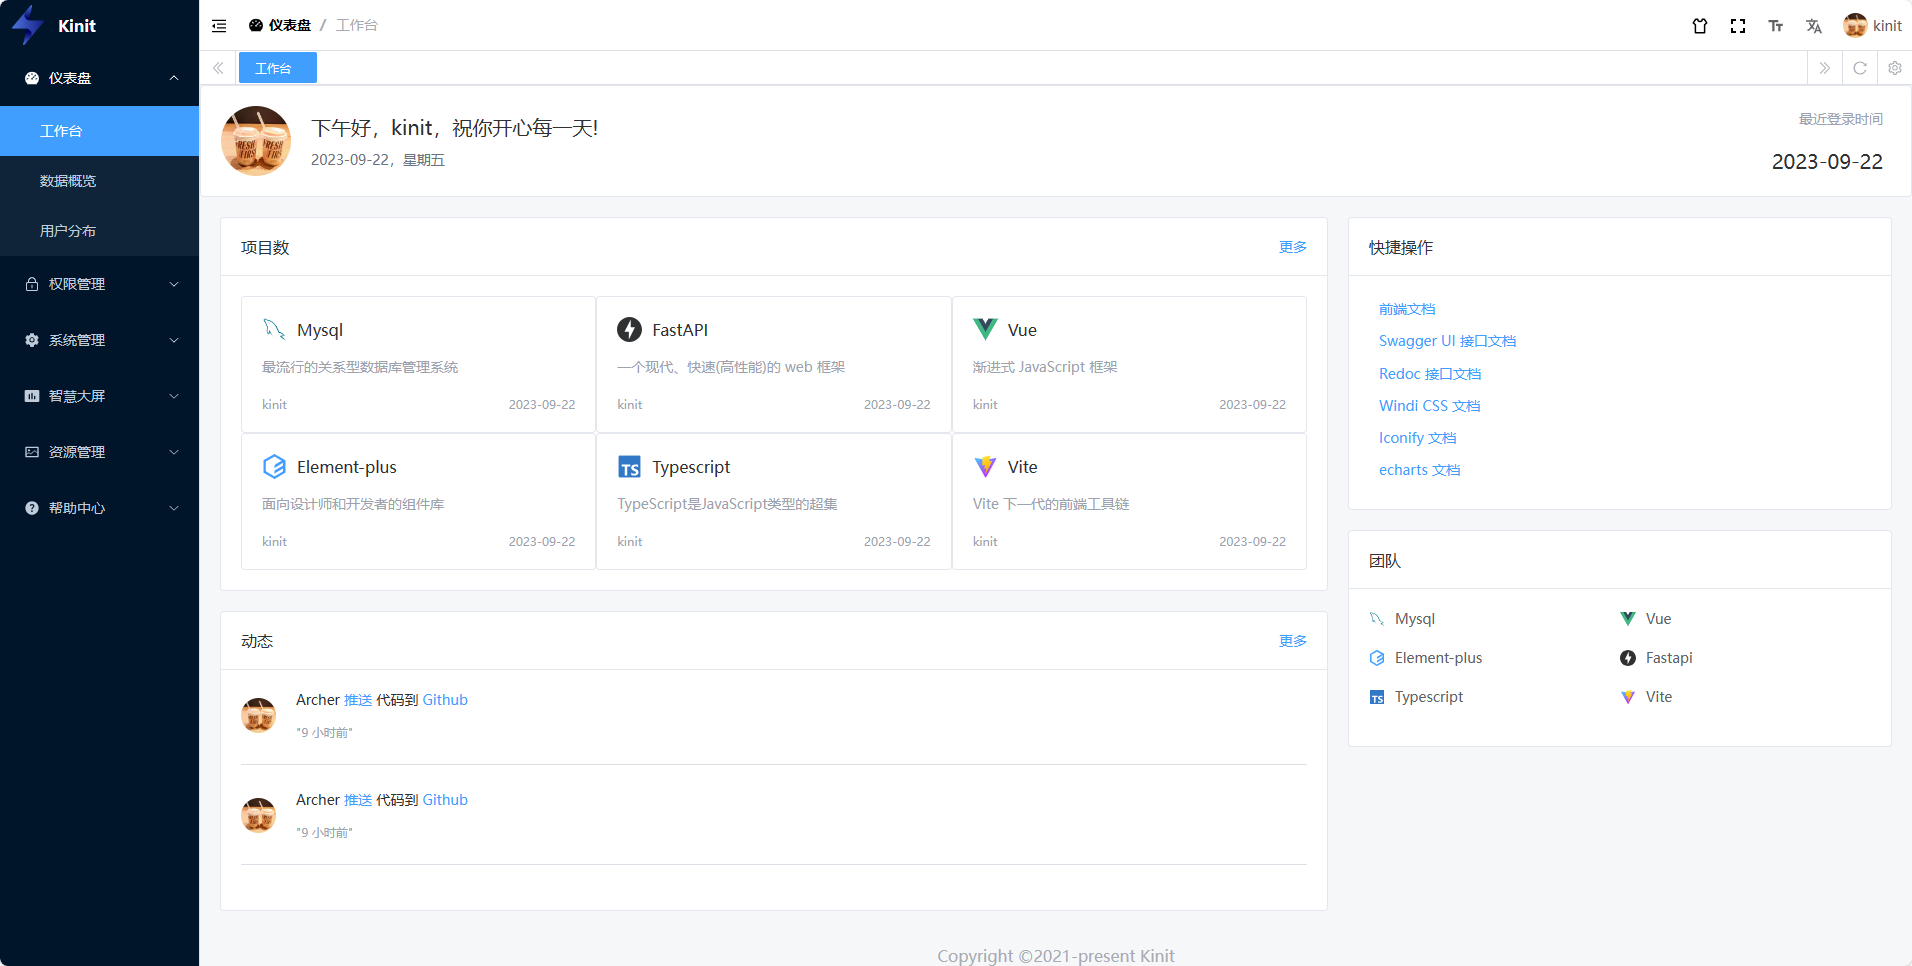 Kinit
仪表盘
工作台
数据概览
用户分布
权限管理
系统管理
智慧大屏
资源管理
帮助中心
仪表盘 / 工作台
kinit
工作台
下午好，kinit，祝你开心每一天!
2023-09-22，星期五
最近登录时间
2023-09-22
项目数
更多
Mysql
最流行的关系型数据库管理系统
kinit 2023-09-22
FastAPI
一个现代、快速(高性能)的 web 框架
kinit 2023-09-22
Vue
渐进式 JavaScript 框架
kinit 2023-09-22
Element-plus
面向设计师和开发者的组件库
kinit 2023-09-22
Typescript
TypeScript是JavaScript类型的超集
kinit 2023-09-22
Vite
Vite 下一代的前端工具链
kinit 2023-09-22
动态
更多
Archer 推送 代码到 Github
"9 小时前"
Archer 推送 代码到 Github
"9 小时前"
快捷操作
前端文档
Swagger UI 接口文档
Redoc 接口文档
Windi CSS 文档
Iconify 文档
echarts 文档
团队
Mysql
Vue
Element-plus
Fastapi
Typescript
Vite
Copyright ©2021-present Kinit